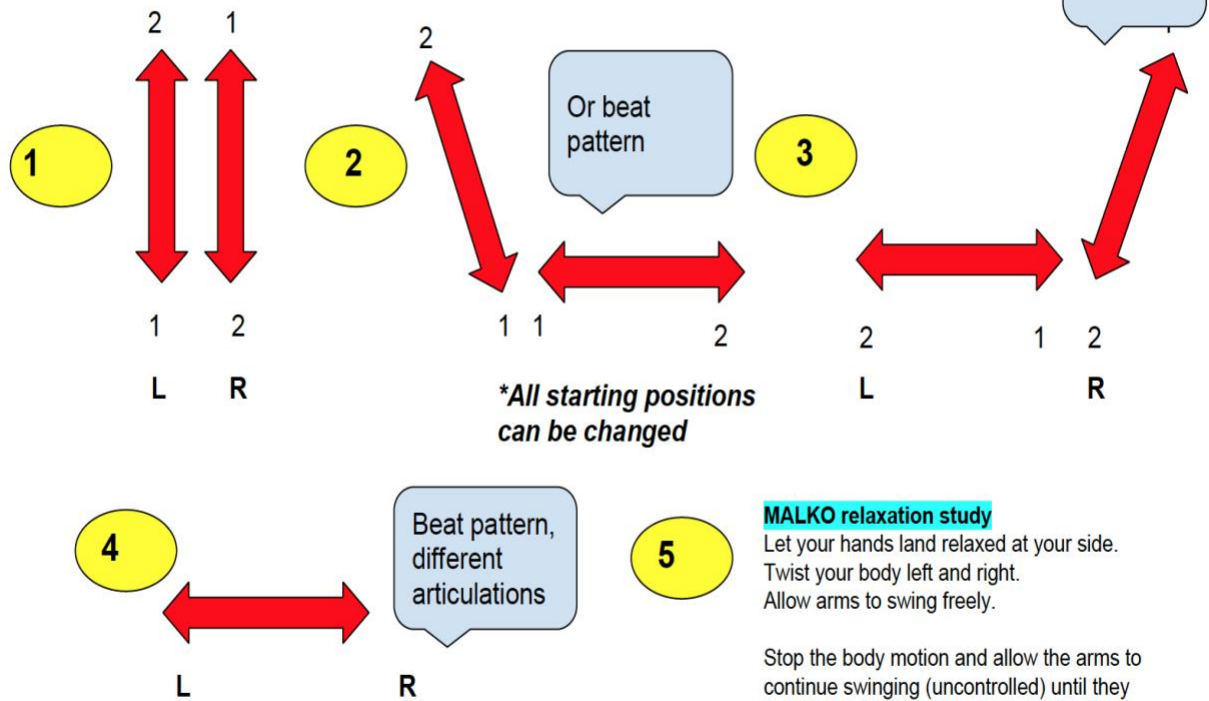 2 1
2
Or beat
pattern
1
2
3
1 2
1 1
2
2
1 2
L R
*All starting positions
can be changed
L
R
4
Beat pattern,
different
articulations
5
MALKO relaxation study
Let your hands land relaxed at your side.
Twist your body left and right.
Allow arms to swing freely.
L R
Stop the body motion and allow the arms to
continue swinging (uncontrolled) until they